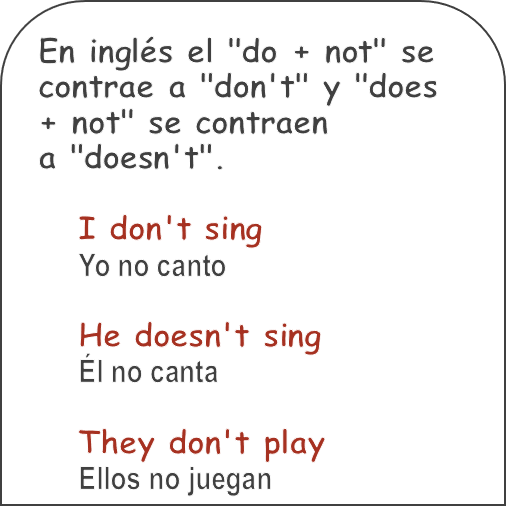 En inglés el "do + not" se
contrae a "don't" y "does
+ not" se contraen
a "doesn't".
I don't sing
Yo no canto
He doesn't sing
Él no canta
They don't play
Ellos no juegan